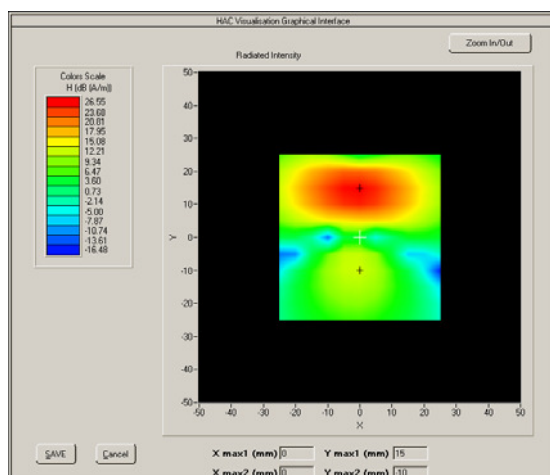 HAC Visualisation Graphical Interface
Zoom In/Out
Radiated Intensity
Colors Scale
H (dB (A/m))
26.55
23.68
20.81
17.95
15.08
12.21
9.34
6.47
3.60
0.73
-2.14
-5.00
-7.87
-10.74
-13.61
-16.48
50
40
30
20
10
0
-10
-20
-30
-40
-50
Y
-50 -40 -30 -20 -10 0 10 20 30 40 50
X
SAVE Cancel
X max1 (mm) 0 Y max1 (mm) 15
X max2 (mm) 0 Y max2 (mm) -10